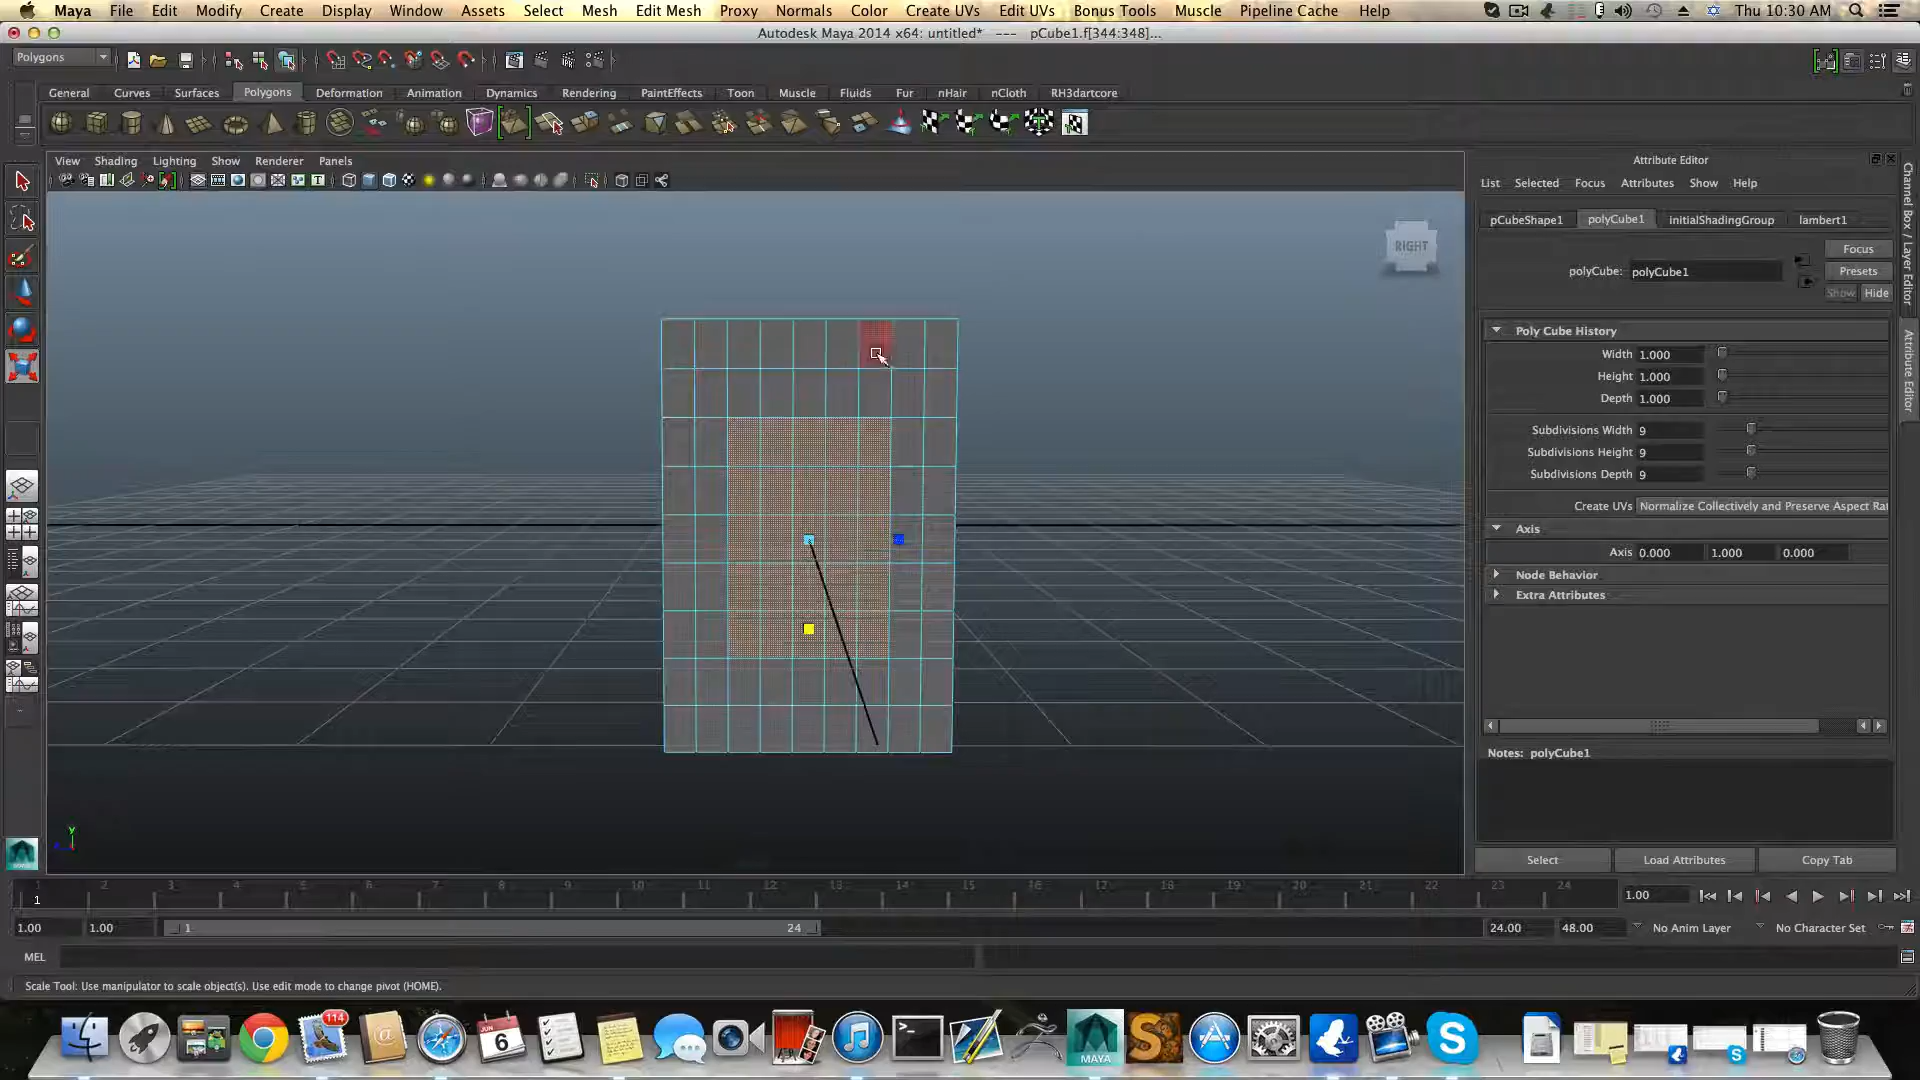 Maya File Edit Modify Create Display Window Assets Select Mesh Edit Mesh Proxy Normals Color Create UVs Edit UVs Bonus Tools Muscle Pipeline Cache Help Thu 10:30 AM
Autodesk Maya 2014 x64: untitled* --- pCube1.f[344:348]...
Polygons
General Curves Surfaces Polygons Deformation Animation Dynamics Rendering PaintEffects Toon Muscle Fluids Fur nHair nCloth RH3dartcore
View Shading Lighting Show Renderer Panels
RIGHT
Attribute Editor
List Selected Focus Attributes Show Help
pCubeShape1 polyCube1 initialShadingGroup lambert1
Focus
polyCube: polyCube1
Presets
Show Hide
Poly Cube History
Width 1.000
Height 1.000
Depth 1.000
Subdivisions Width 9
Subdivisions Height 9
Subdivisions Depth 9
Create UVs Normalize Collectively and Preserve Aspect Rat
Axis
Axis 0.000 1.000 0.000
Node Behavior
Extra Attributes
Notes: polyCube1
Select Load Attributes Copy Tab
Channel Box / Layer Editor
Attribute Editor
y
1 2 3 4 5 6 7 8 9 10 11 12 13 14 15 16 17 18 19 20 21 22 23 24
1
1.00
1.00 1.00 1 24 24.00 48.00 No Anim Layer No Character Set
MEL
Scale Tool: Use manipulator to scale object(s). Use edit mode to change pivot (HOME).
114
JUN
6
MAYA